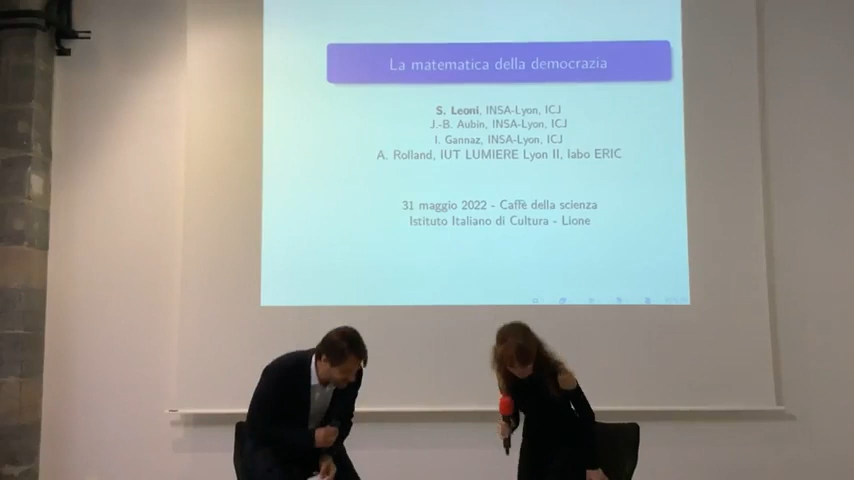 La matematica della democrazia
S. Leoni, INSA-Lyon, ICJ
J.-B. Aubin, INSA-Lyon, ICJ
I. Gannaz, INSA-Lyon, ICJ
A. Rolland, IUT LUMIERE Lyon II, labo ERIC
31 maggio 2022 - Caffè della scienza
Istituto Italiano di Cultura - Lione